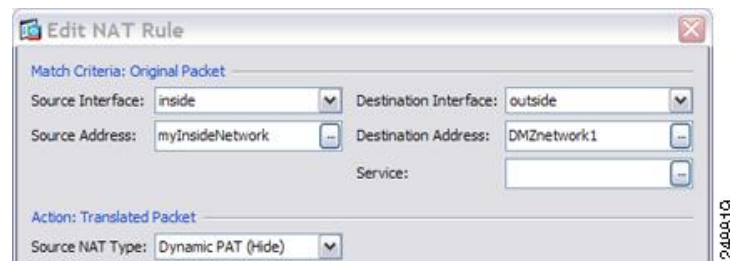 Edit NAT Rule
Match Criteria: Original Packet
Source Interface: inside Destination Interface: outside
Source Address: myInsideNetwork ... Destination Address: DMZnetwork1 ...
Service: ...
Action: Translated Packet
Source NAT Type: Dynamic PAT (Hide)
248819